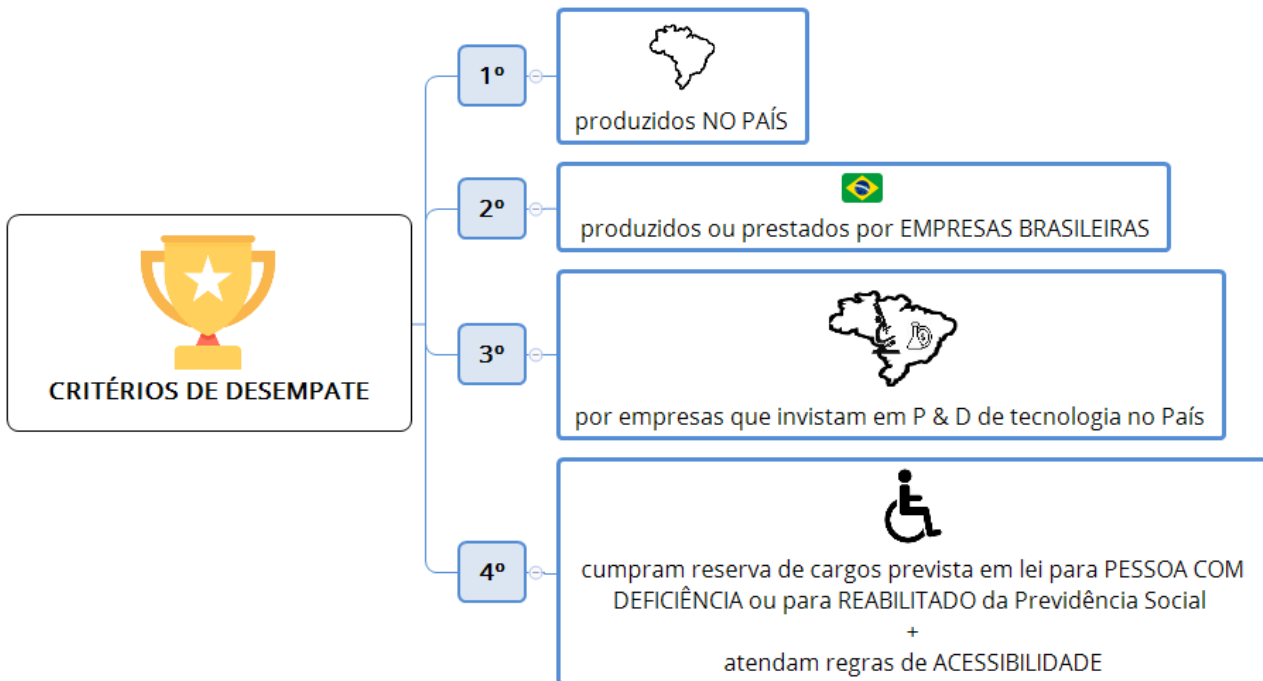 CRITÉRIOS DE DESEMPATE
1º
produzidos NO PAÍS
2º
produzidos ou prestados por EMPRESAS BRASILEIRAS
3º
por empresas que invistam em P & D de tecnologia no País
4º
cumpram reserva de cargos prevista em lei para PESSOA COM
DEFICIÊNCIA ou para REABILITADO da Previdência Social
+
atendam regras de ACESSIBILIDADE